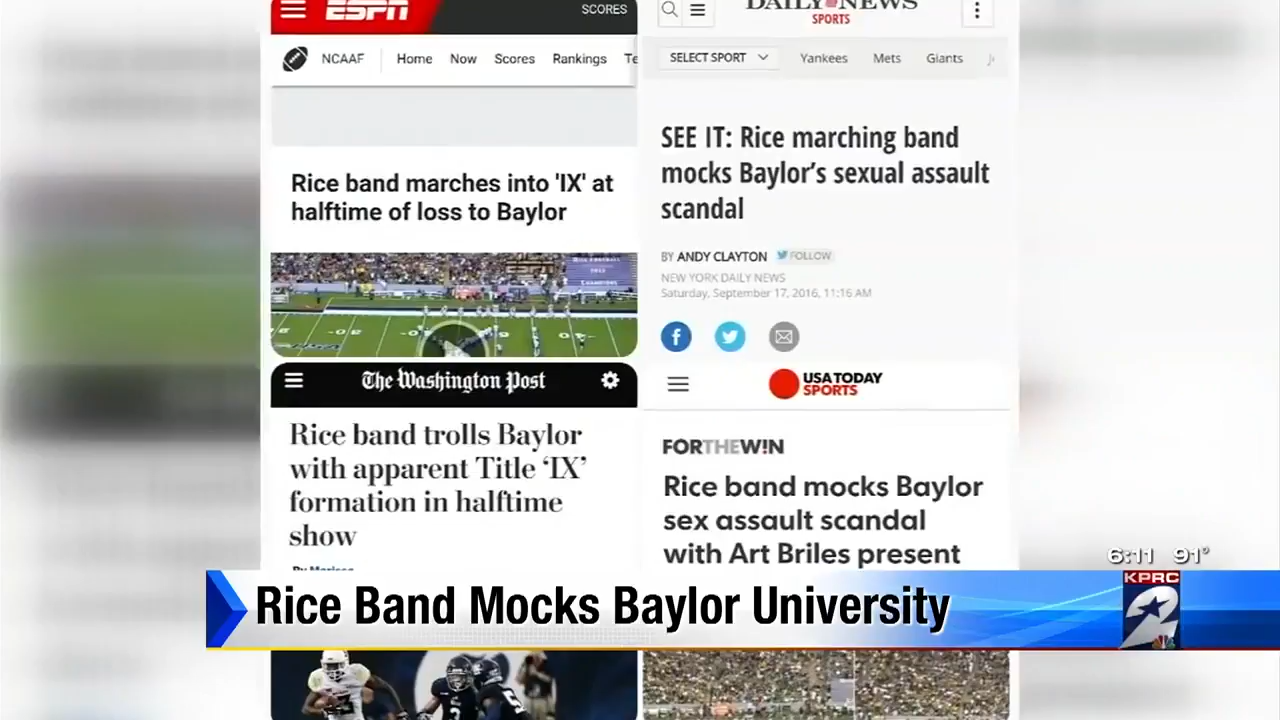 ESPN
SCORES
NCAAF
Home
Now
Scores
Rankings
Te
Rice band marches into 'IX' at
halftime of loss to Baylor
DAILY NEWS
SPORTS
SELECT SPORT
Yankees
Mets
Giants
SEE IT: Rice marching band
mocks Baylor's sexual assault
scandal
BY ANDY CLAYTON
FOLLOW
NEW YORK DAILY NEWS
Saturday, September 17, 2016, 11:16 AM
The Washington Post
Rice band trolls Baylor
with apparent Title 'IX'
formation in halftime
show
USA TODAY
SPORTS
FORTHEW!N
Rice band mocks Baylor
sex assault scandal
with Art Briles present
6:11 91°
KPRC
2
Rice Band Mocks Baylor University